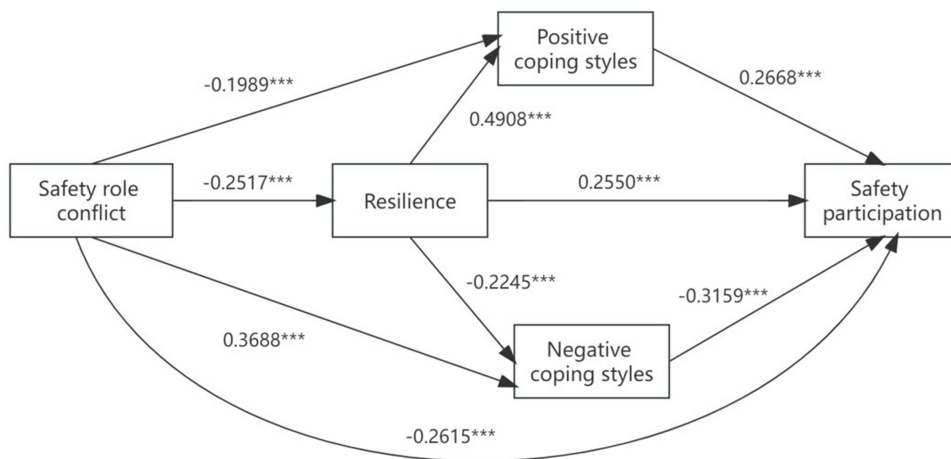 Positive
coping styles
-0.1989***
0.2668***
0.4908***
Safety role
conflict
-0.2517***
Resilience
0.2550***
Safety
participation
-0.2245***
-0.3159***
0.3688***
Negative
coping styles
-0.2615***